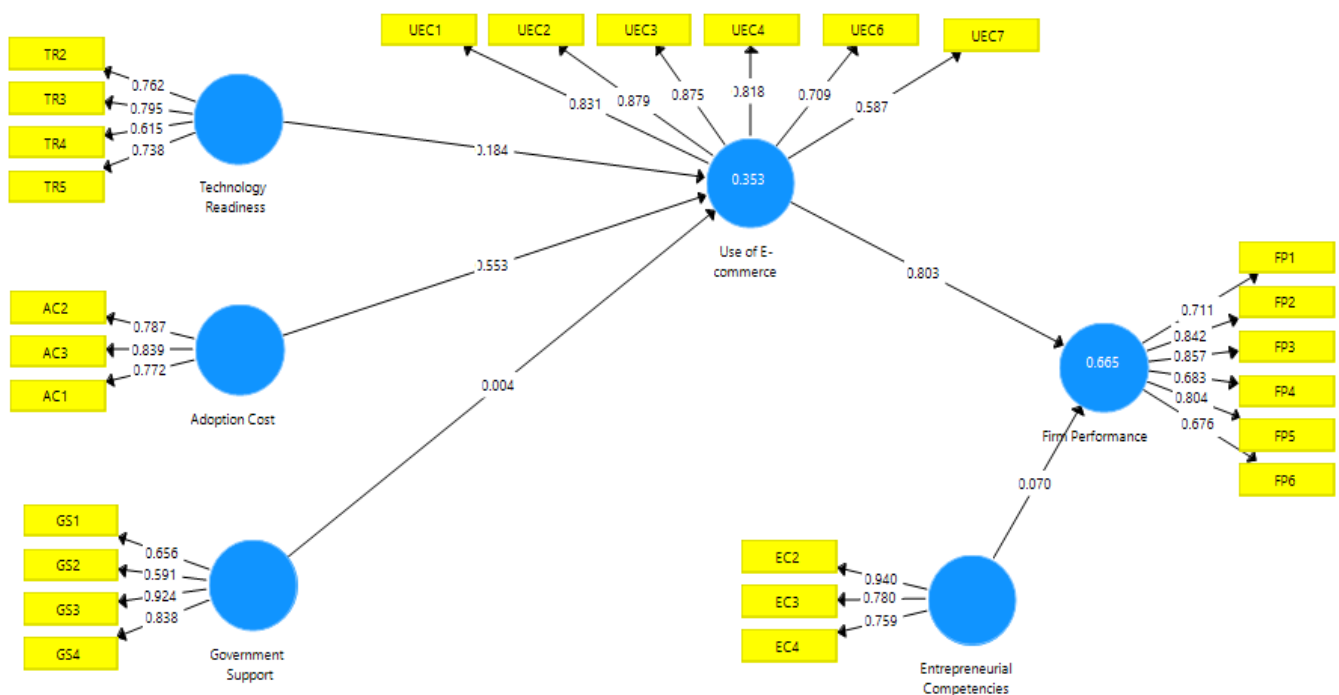 UEC1
UEC2
UEC3
UEC4
UEC6
UEC7
TR2
TR3
TR4
TR5
0.762
0.795
0.615
0.738
Technology
Readiness
0.831
0.879
0.875
0.818
0.709
0.587
0.184
0.353
Use of E-
commerce
AC2
AC3
AC1
0.787
0.839
0.772
Adoption Cost
0.553
0.803
FP1
FP2
FP3
FP4
FP5
FP6
0.711
0.842
0.857
0.683
0.804
0.676
0.665
Firm Performance
0.004
0.070
GS1
GS2
GS3
GS4
0.656
0.591
0.924
0.838
Government
Support
EC2
EC3
EC4
0.940
0.780
0.759
Entrepreneurial
Competencies